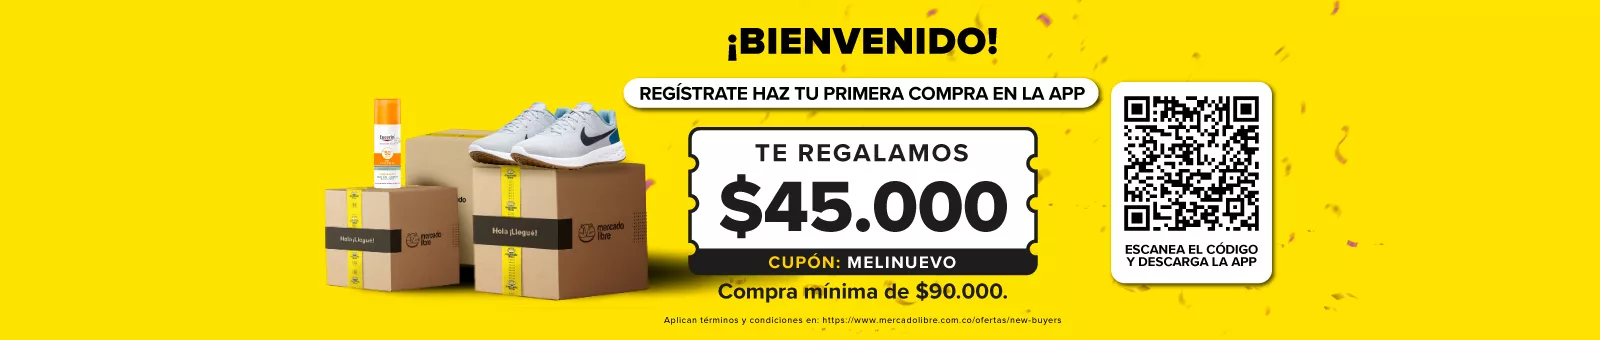 ¡BIENVENIDO!
REGÍSTRATE HAZ TU PRIMERA COMPRA EN LA APP
TE REGALAMOS
$45.000
CUPÓN: MELINUEVO
Compra mínima de $90.000.
Aplican términos y condiciones en: https://www.mercadolibre.com.co/ofertas/new-buyers
ESCANEA EL CÓDIGO
Y DESCARGA LA APP
Eucerin
Hola ¡Llegué!
mercado
libre
Hola ¡Llegué!